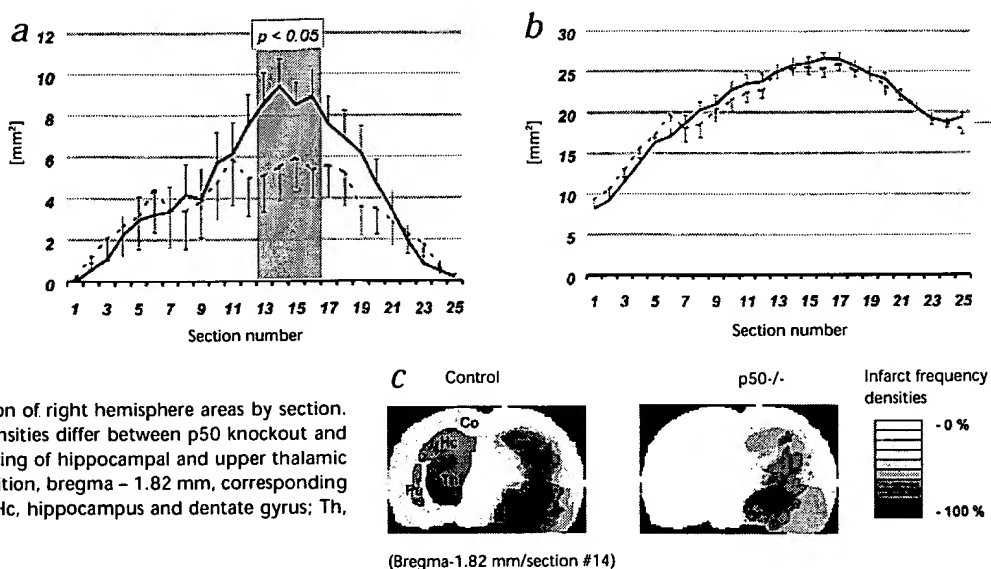 a
12
10
8
6
4
2
0
[mm²]
p < 0.05
1 3 5 7 9 11 13 15 17 19 21 23 25
Section number
b
30
25
20
15
10
5
0
[mm²]
1 3 5 7 9 11 13 15 17 19 21 23 25
Section number
on of right hemisphere areas by section.
nsities differ between p50 knockout and
ing of hippocampal and upper thalamic
ition, bregma – 1.82 mm, corresponding
Hc, hippocampus and dentate gyrus; Th,
c
Control
p50-/-
Co
Hc
Th
(Bregma-1.82 mm/section #14)
Infarct frequency
densities
- 0 %
- 100 %